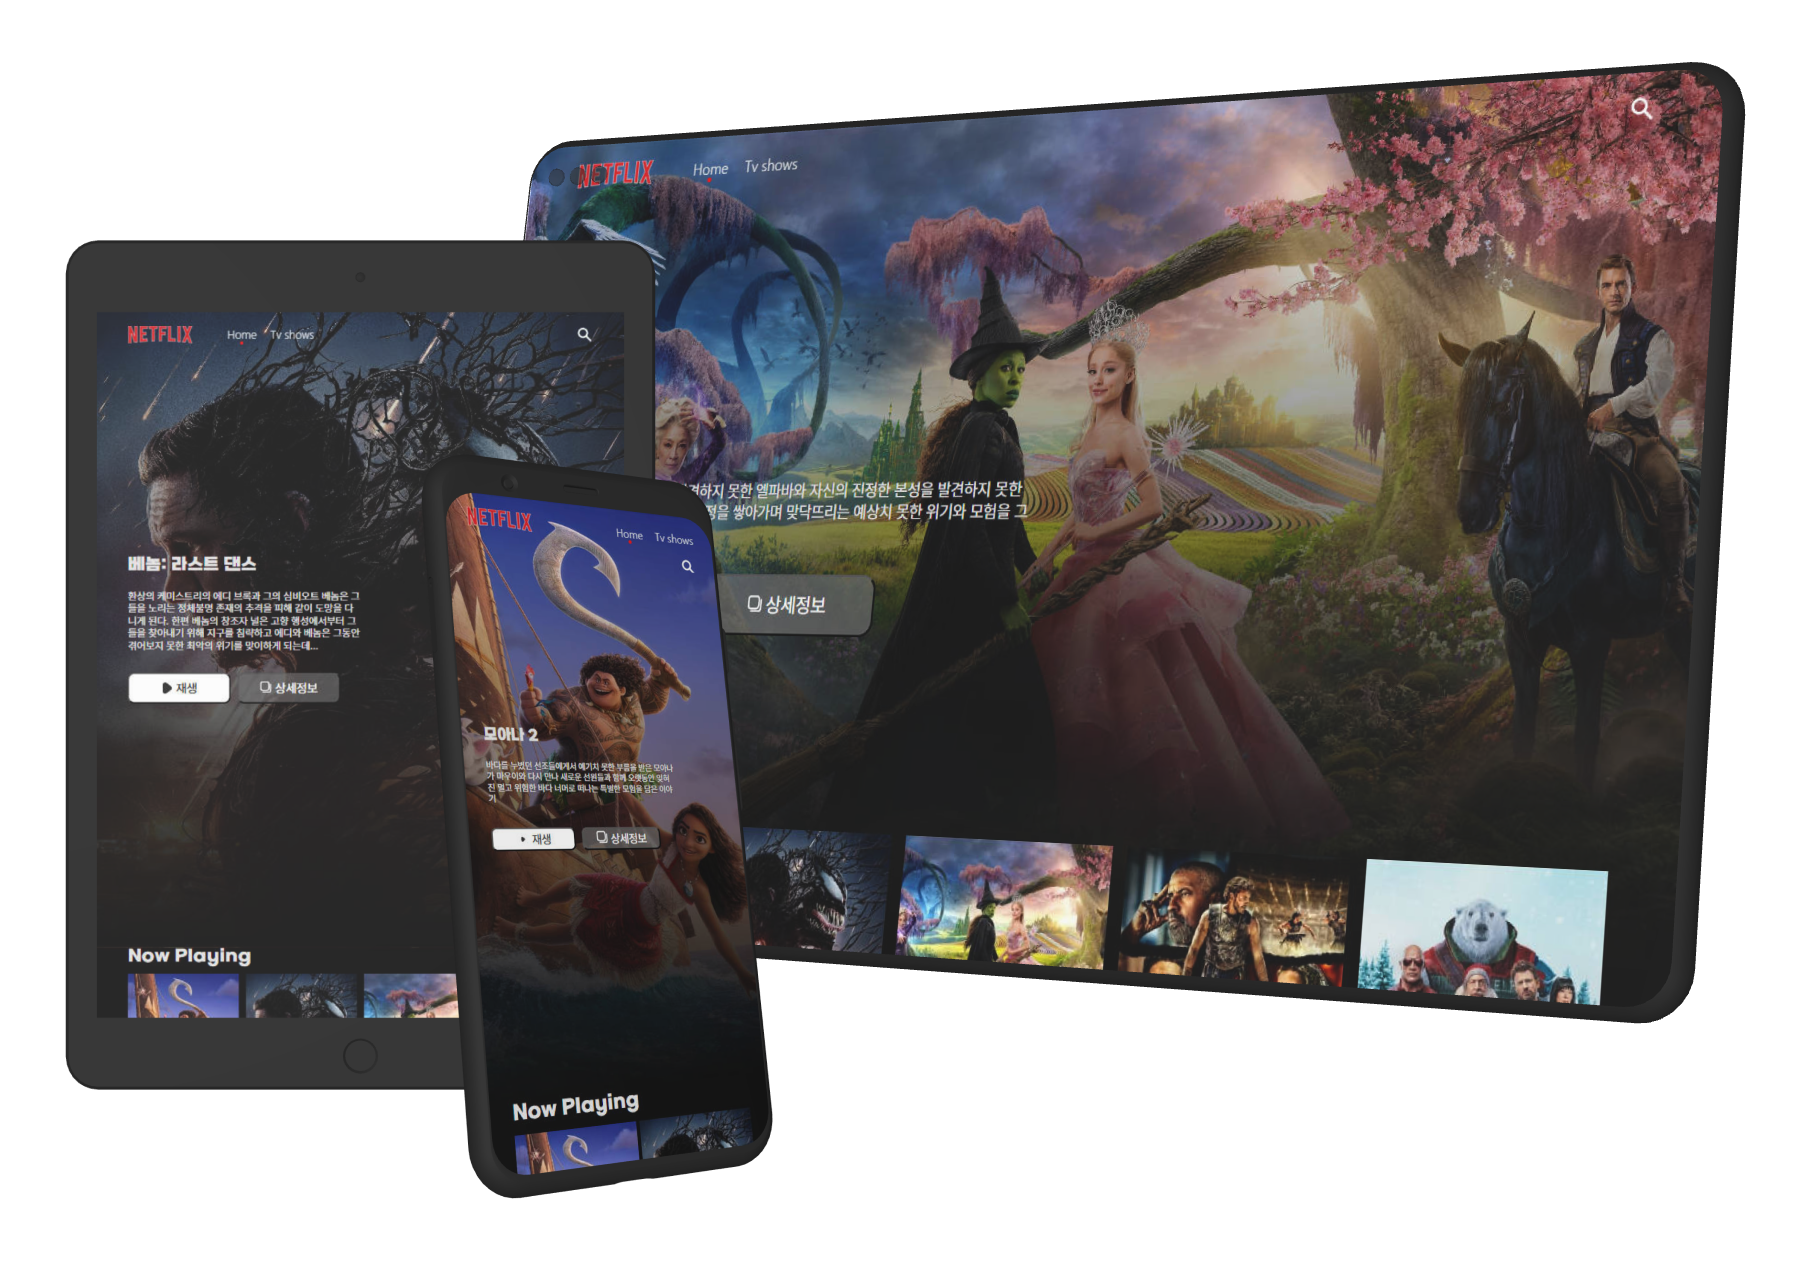 NETFLIX
Home
Tv shows
견하지 못한 엘파바와 자신의 진정한 본성을 발견하지 못한
정을 쌓아가며 맞닥뜨리는 예상치 못한 위기와 모험을 그
상세정보
NETFLIX
Home
Tv shows
베놈: 라스트 댄스
환상의 케미스트리의 에디 브록과 그의 심비오트 베놈은 그
들을 노리는 정체불명 존재의 추격을 피해 같이 도망을 다
니게 된다. 한편 베놈의 창조자 널은 고향 행성에서부터 그
들을 찾아내기 위해 지구를 침략하고 에디와 베놈은 그동안
겪어보지 못한 최악의 위기를 맞이하게 되는데...
재생
상세정보
Now Playing
NETFLIX
Home
Tv shows
모아나 2
바다를 누볐던 선조들에게서 예기치 못한 부름을 받은 모아나
가 마우이와 다시 만나 새로운 선원들과 함께 오랫동안 잊혀
진 멀고 위험한 바다 너머로 떠나는 특별한 모험을 담은 이야
기
재생
상세정보
Now Playing